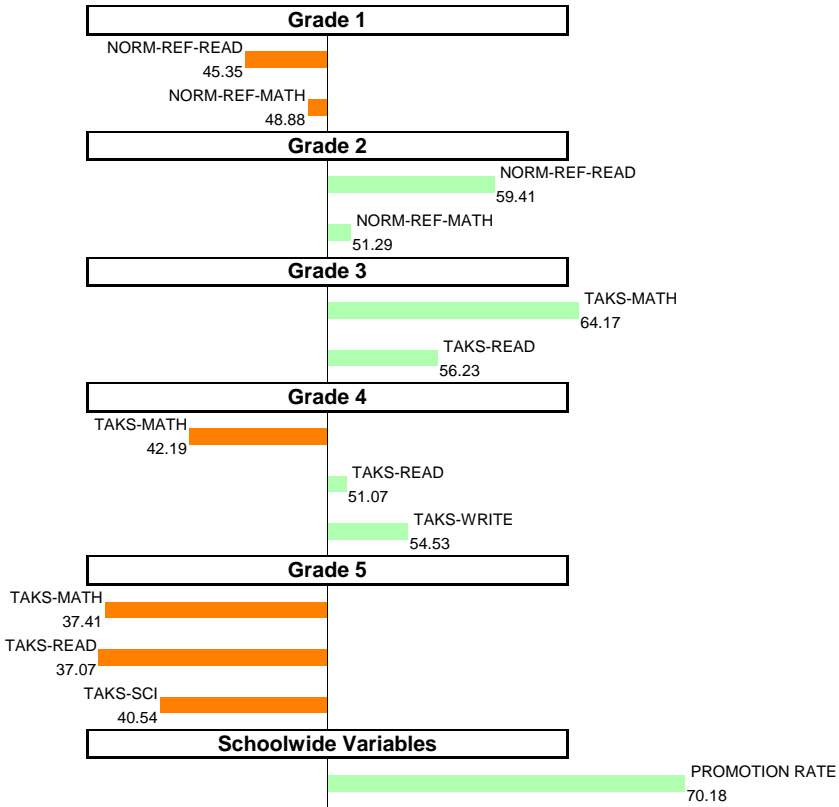 Grade 1
NORM-REF-READ
45.35
NORM-REF-MATH
48.88
Grade 2
NORM-REF-READ
59.41
NORM-REF-MATH
51.29
Grade 3
TAKS-MATH
64.17
TAKS-READ
56.23
Grade 4
TAKS-MATH
42.19
TAKS-READ
51.07
TAKS-WRITE
54.53
Grade 5
TAKS-MATH
37.41
TAKS-READ
37.07
TAKS-SCI
40.54
Schoolwide Variables
PROMOTION RATE
70.18